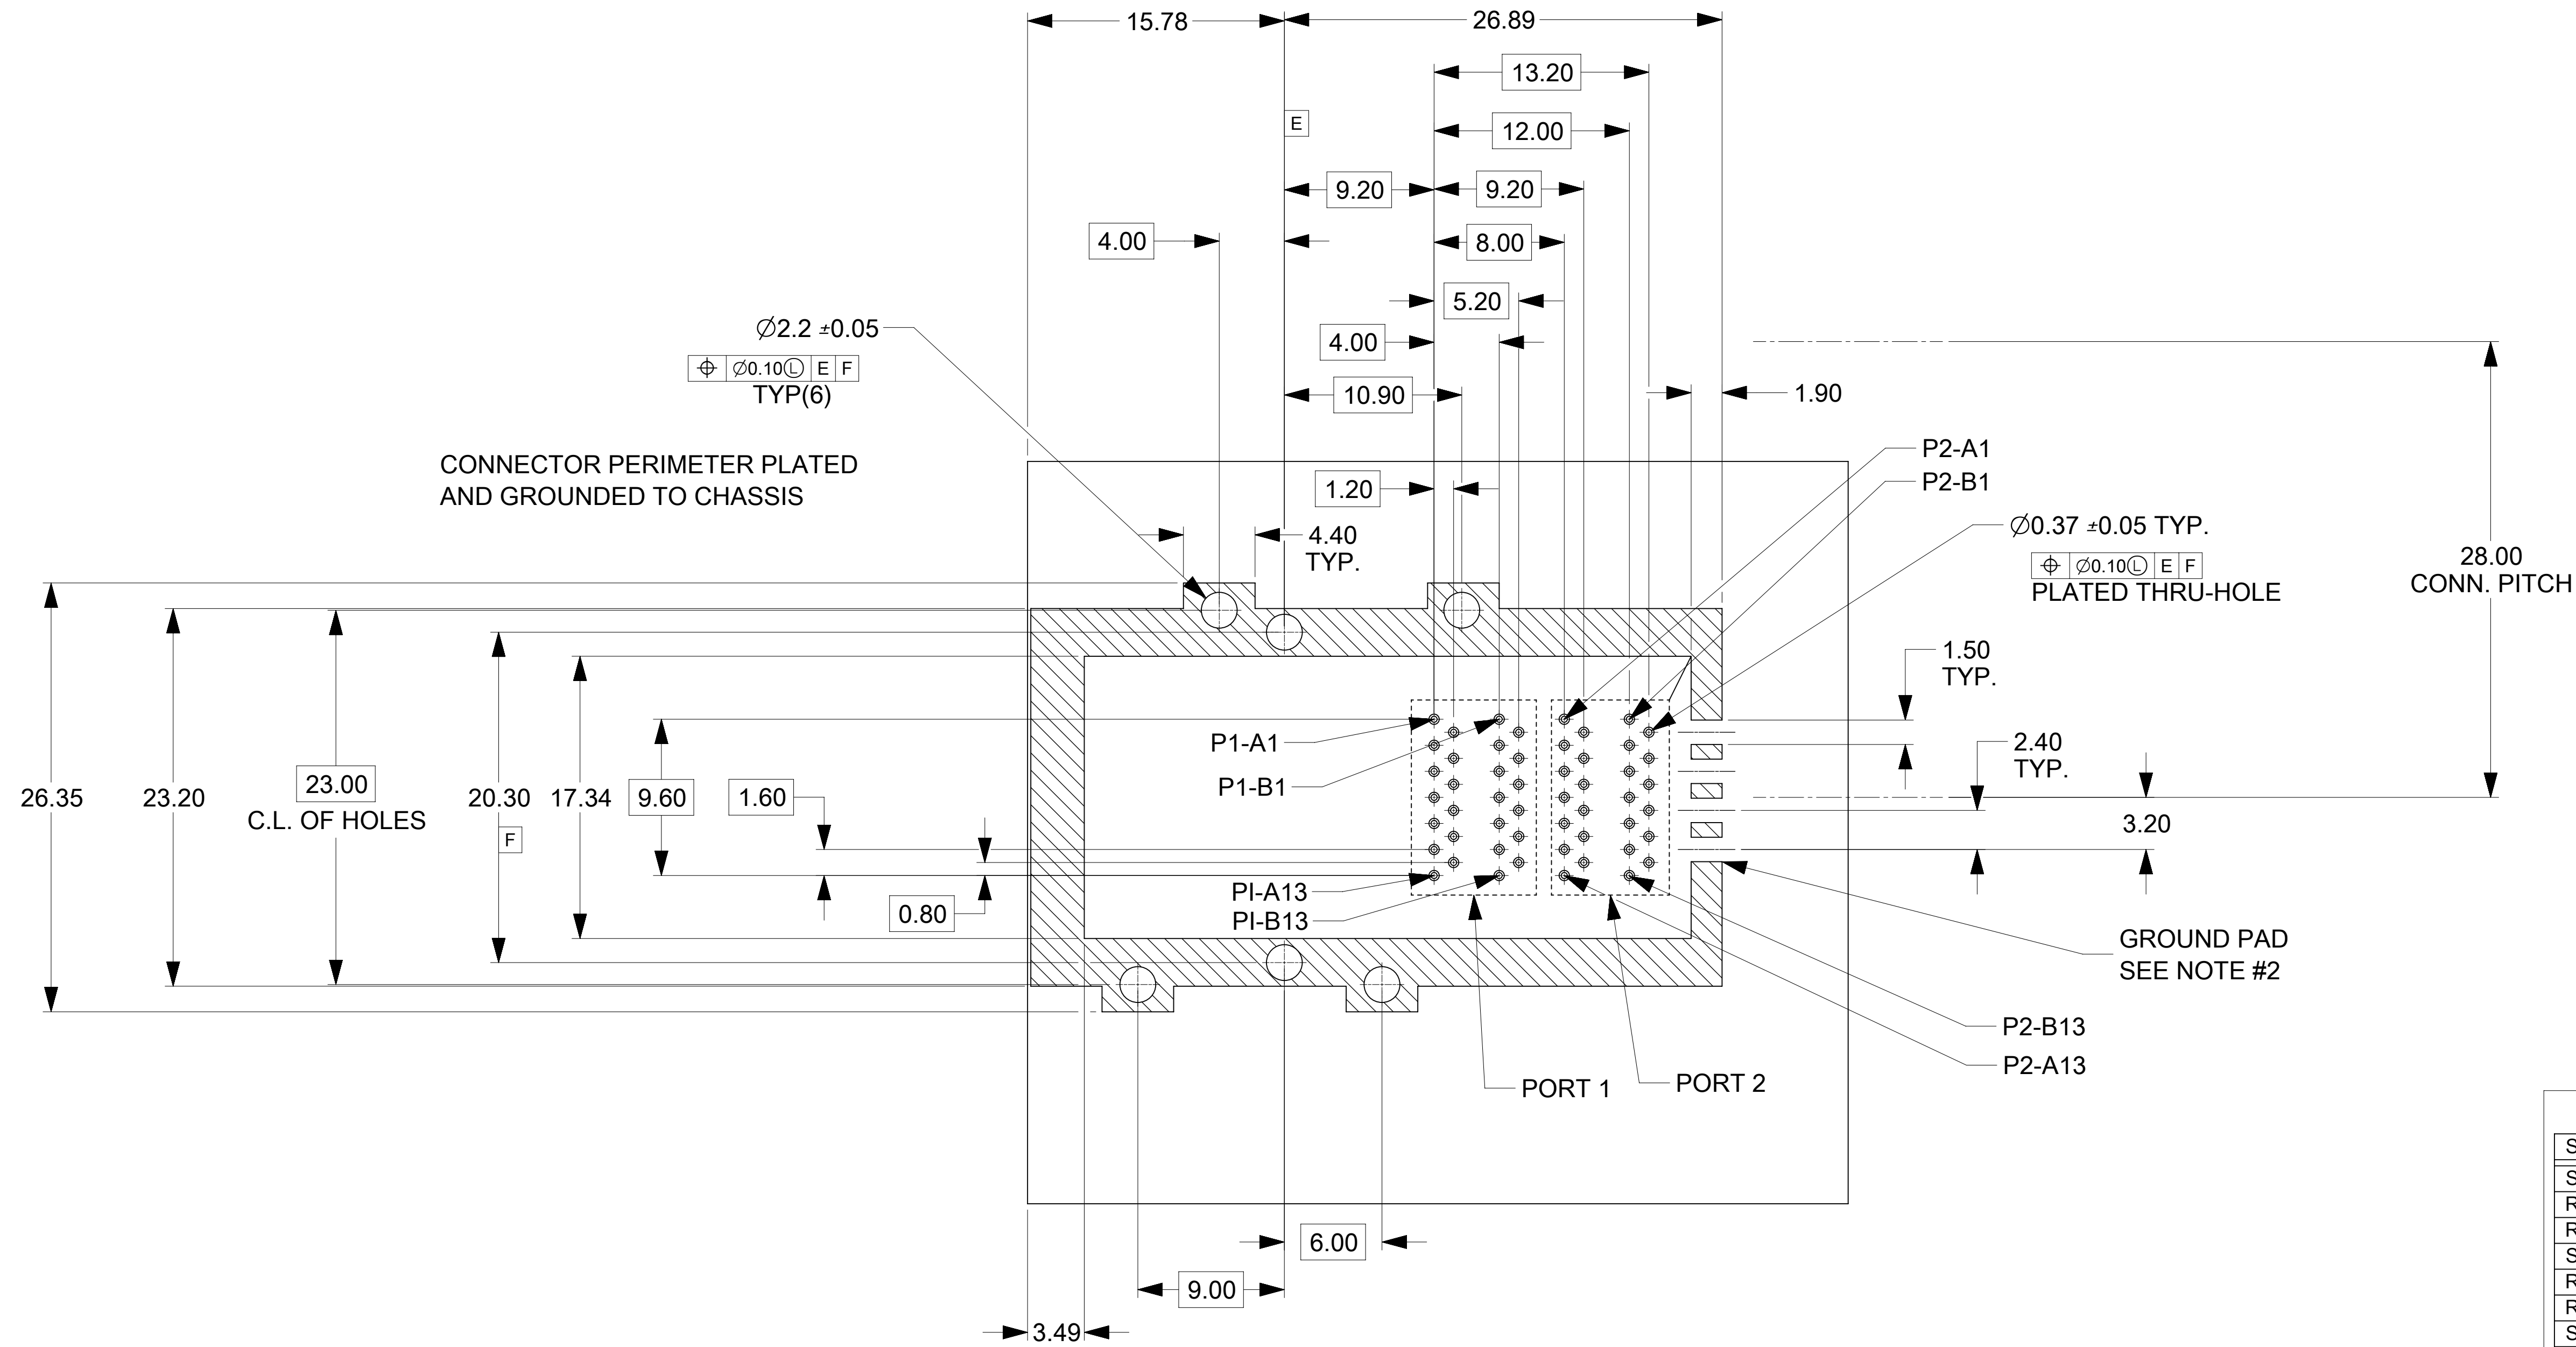 15.78
26.89
13.20
E
12.00
9.20
9.20
4.00
8.00
5.20
Ø2.2 ±0.05
4.00
⌖ Ø0.10Ⓛ E F
TYP(6)
10.90
1.90
28.00
CONN. PITCH
CONNECTOR PERIMETER PLATED
AND GROUNDED TO CHASSIS
1.20
P2-A1
P2-B1
4.40
TYP.
Ø0.37 ±0.05 TYP.
⌖ Ø0.10Ⓛ E F
PLATED THRU-HOLE
1.50
TYP.
P1-A1
P1-B1
2.40
TYP.
3.20
26.35
23.20
23.00
C.L. OF HOLES
20.30
F
17.34
9.60
1.60
0.80
PI-A13
PI-B13
GROUND PAD
SEE NOTE #2
P2-B13
P2-A13
PORT 1
PORT 2
6.00
9.00
3.49
S
S
R
R
S
R
R
S